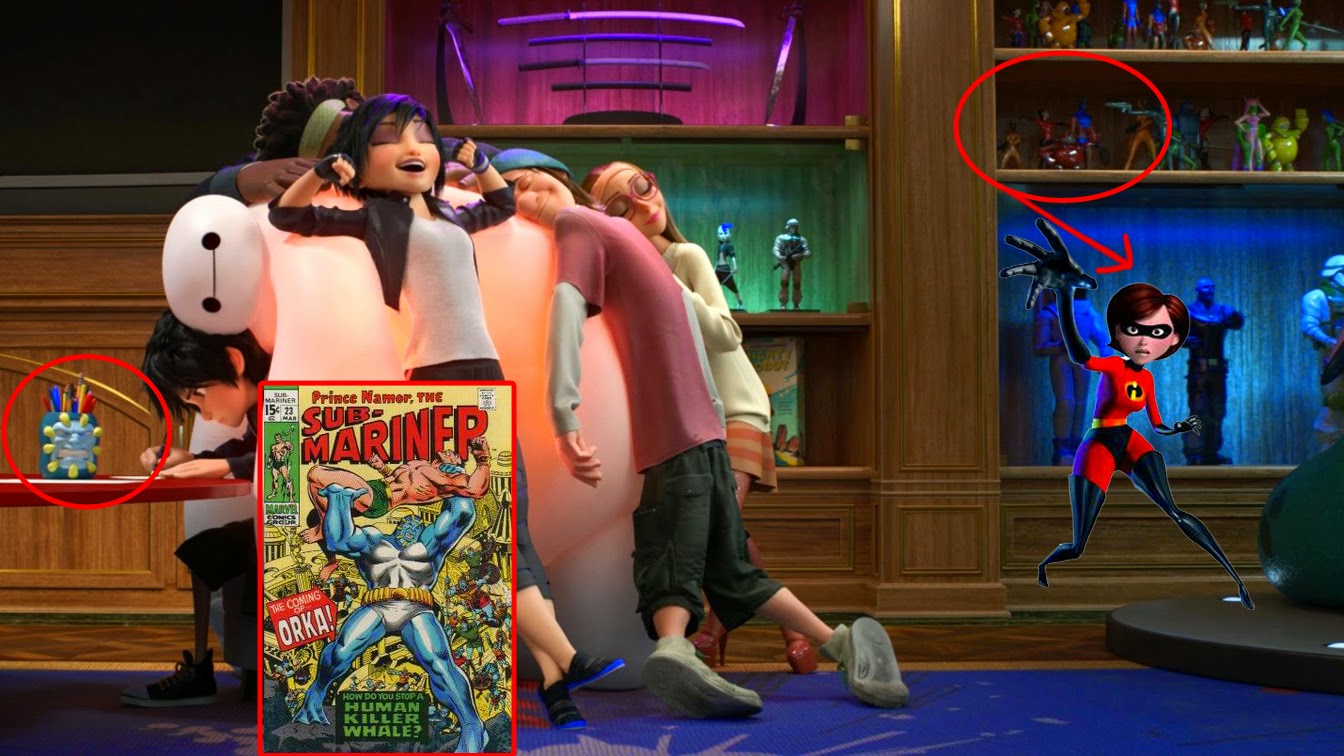 SUB-
MARINER
15¢ 23
MAR
Prince Namor, THE
SUB-
MARINER
MARVEL
COMICS
GROUP
THE COMING
OF...
ORKA!
HOW DO YOU STOP A
HUMAN
KILLER
WHALE?